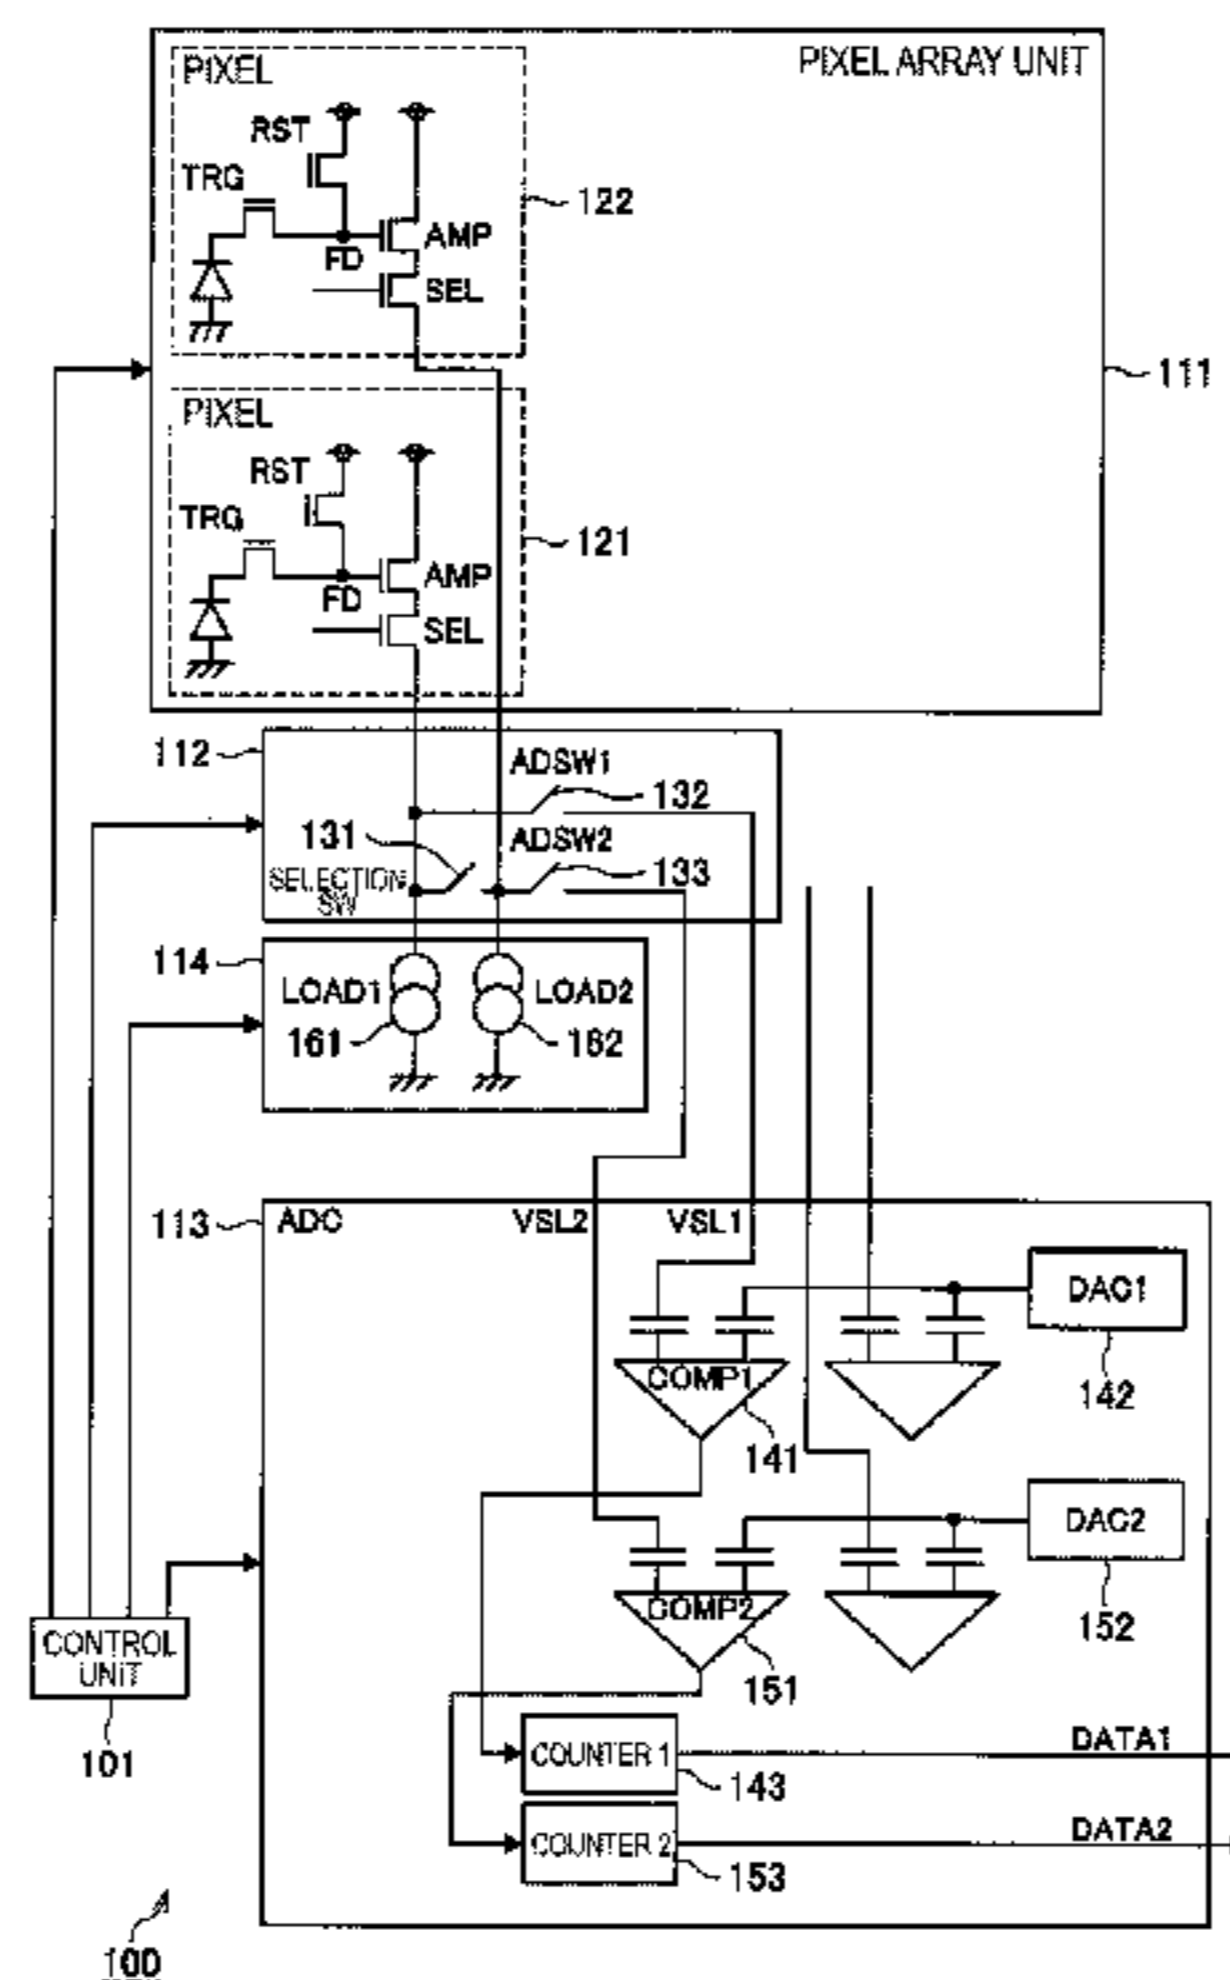 PIXEL ARRAY UNIT
PIXEL
RST
TRG
122
AMP
FD
SEL
111
PIXEL
RST
TRG
121
AMP
FD
SEL
112
ADSW1
132
131
ADSW2
133
SELECTION
SW
114
LOAD1
LOAD2
161
162
113
ADC
VSL2
VSL1
DAC1
COMP1
142
141
DAC2
COMP2
152
151
CONTROL
UNIT
101
COUNTER 1
DATA1
143
COUNTER 2
DATA2
153
100